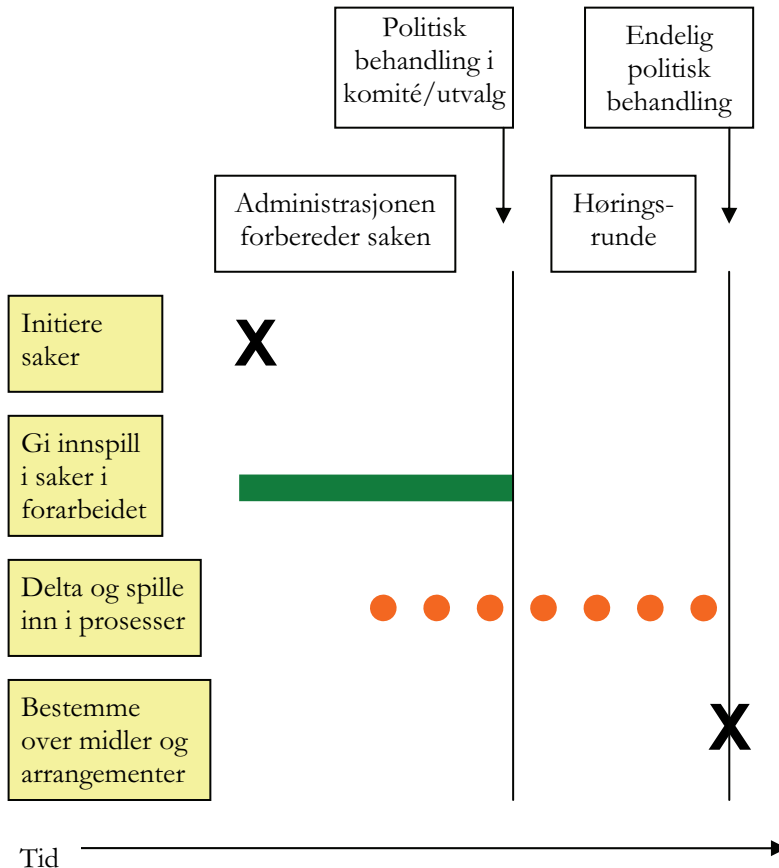 Politisk
behandling i
komité/utvalg
Endelig
politisk
behandling
Administrasjonen
forbereder saken
Hørings-
runde
Initiere
saker
X
Gi innspill
i saker i
forarbeidet
Delta og spille
inn i prosesser
Bestemme
over midler og
arrangementer
X
Tid